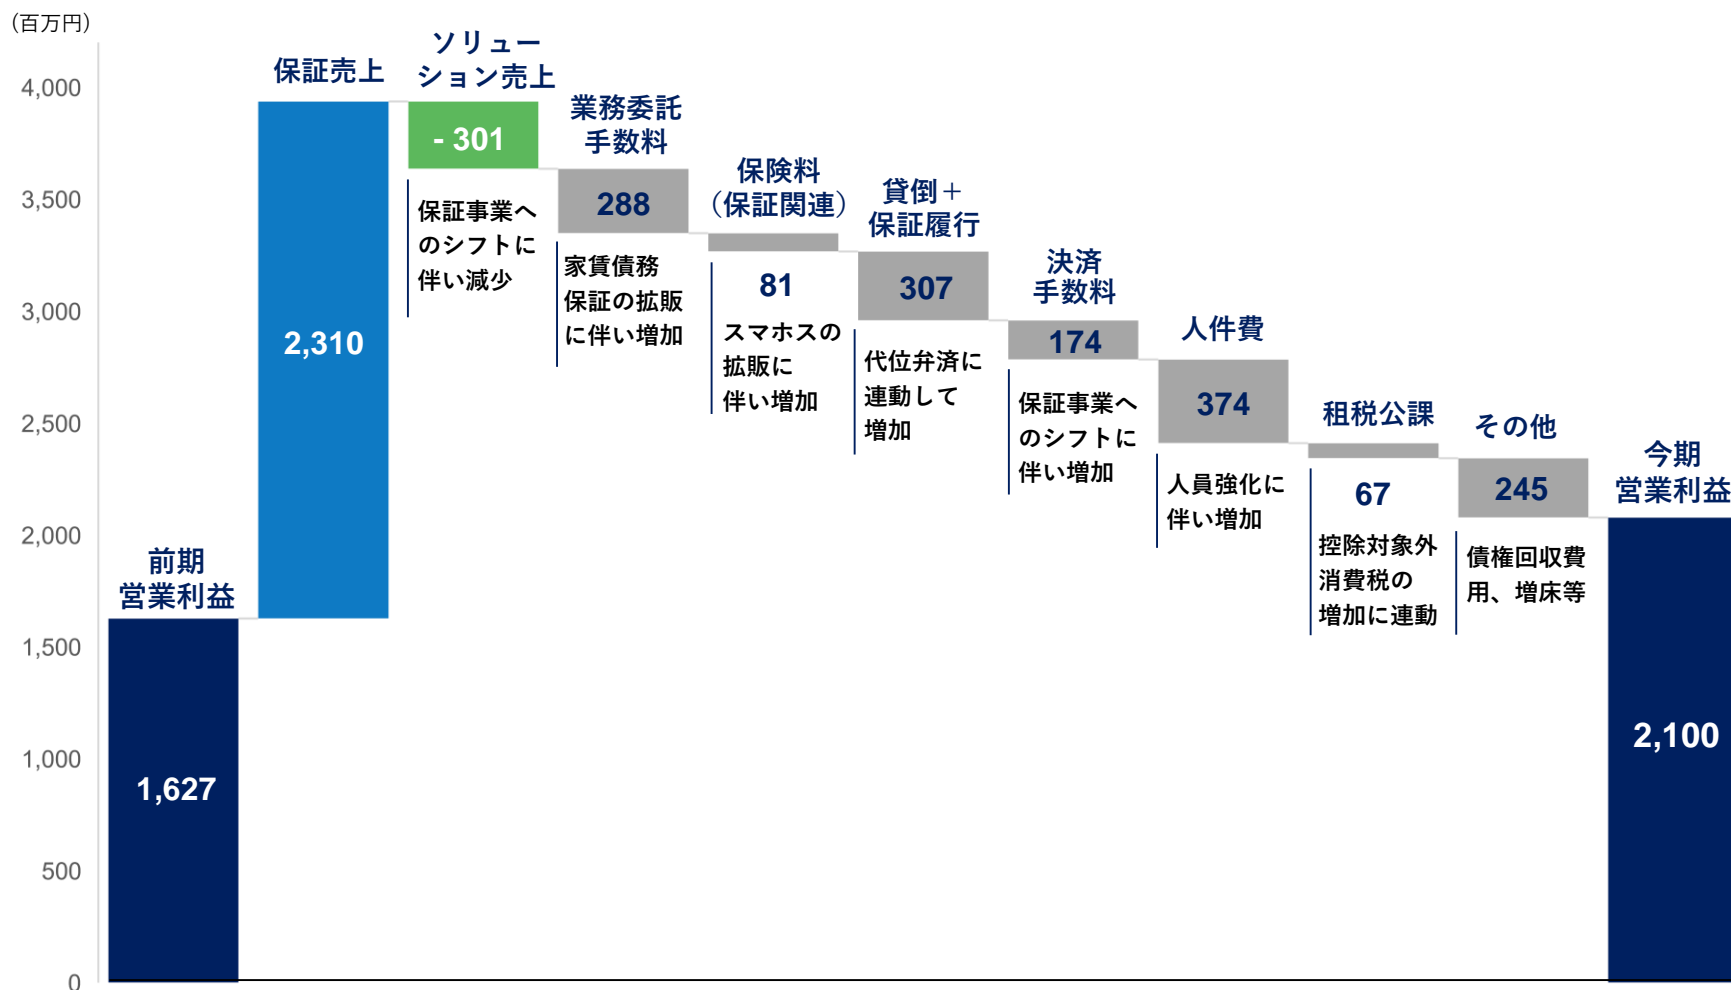 （百万円）
4,000
3,500
3,000
2,500
2,000
1,500
1,000
500
0
前期
営業利益
1,627
保証売上
2,310
ソリュー
ション売上
- 301
保証事業へ
のシフトに
伴い減少
業務委託
手数料
288
家賃債務
保証の拡販
に伴い増加
保険料
（保証関連）
81
スマホスの
拡販に
伴い増加
貸倒＋
保証履行
307
代位弁済に
連動して
増加
決済
手数料
174
保証事業へ
のシフトに
伴い増加
人件費
374
人員強化に
伴い増加
租税公課
67
控除対象外
消費税の
増加に連動
その他
245
債権回収費
用、増床等
今期
営業利益
2,100